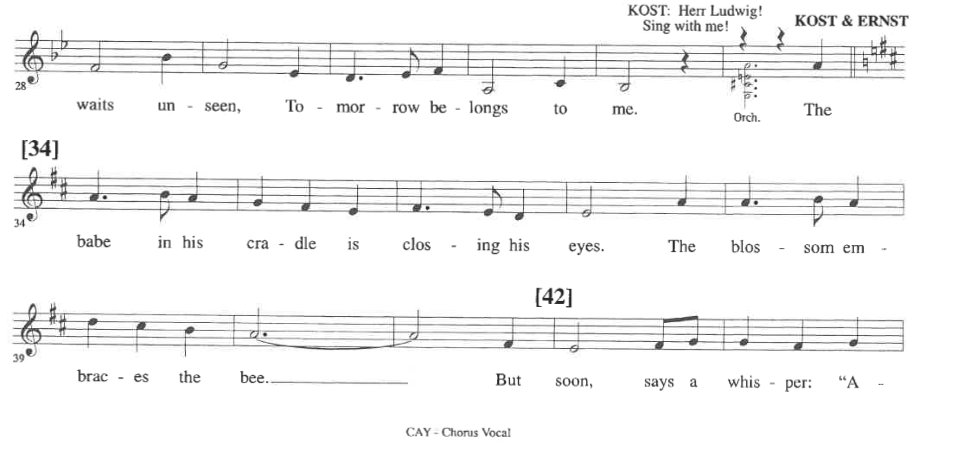 KOST: Herr Ludwig!
Sing with me!
KOST & ERNST
28
waits un - seen, To - mor - row be - longs to me. The
Orch.
[34]
34
babe in his cra - dle is clos - ing his eyes. The blos - som em -
[42]
39
brac - es the bee. But soon, says a whis - per: “A -
CAY - Chorus Vocal